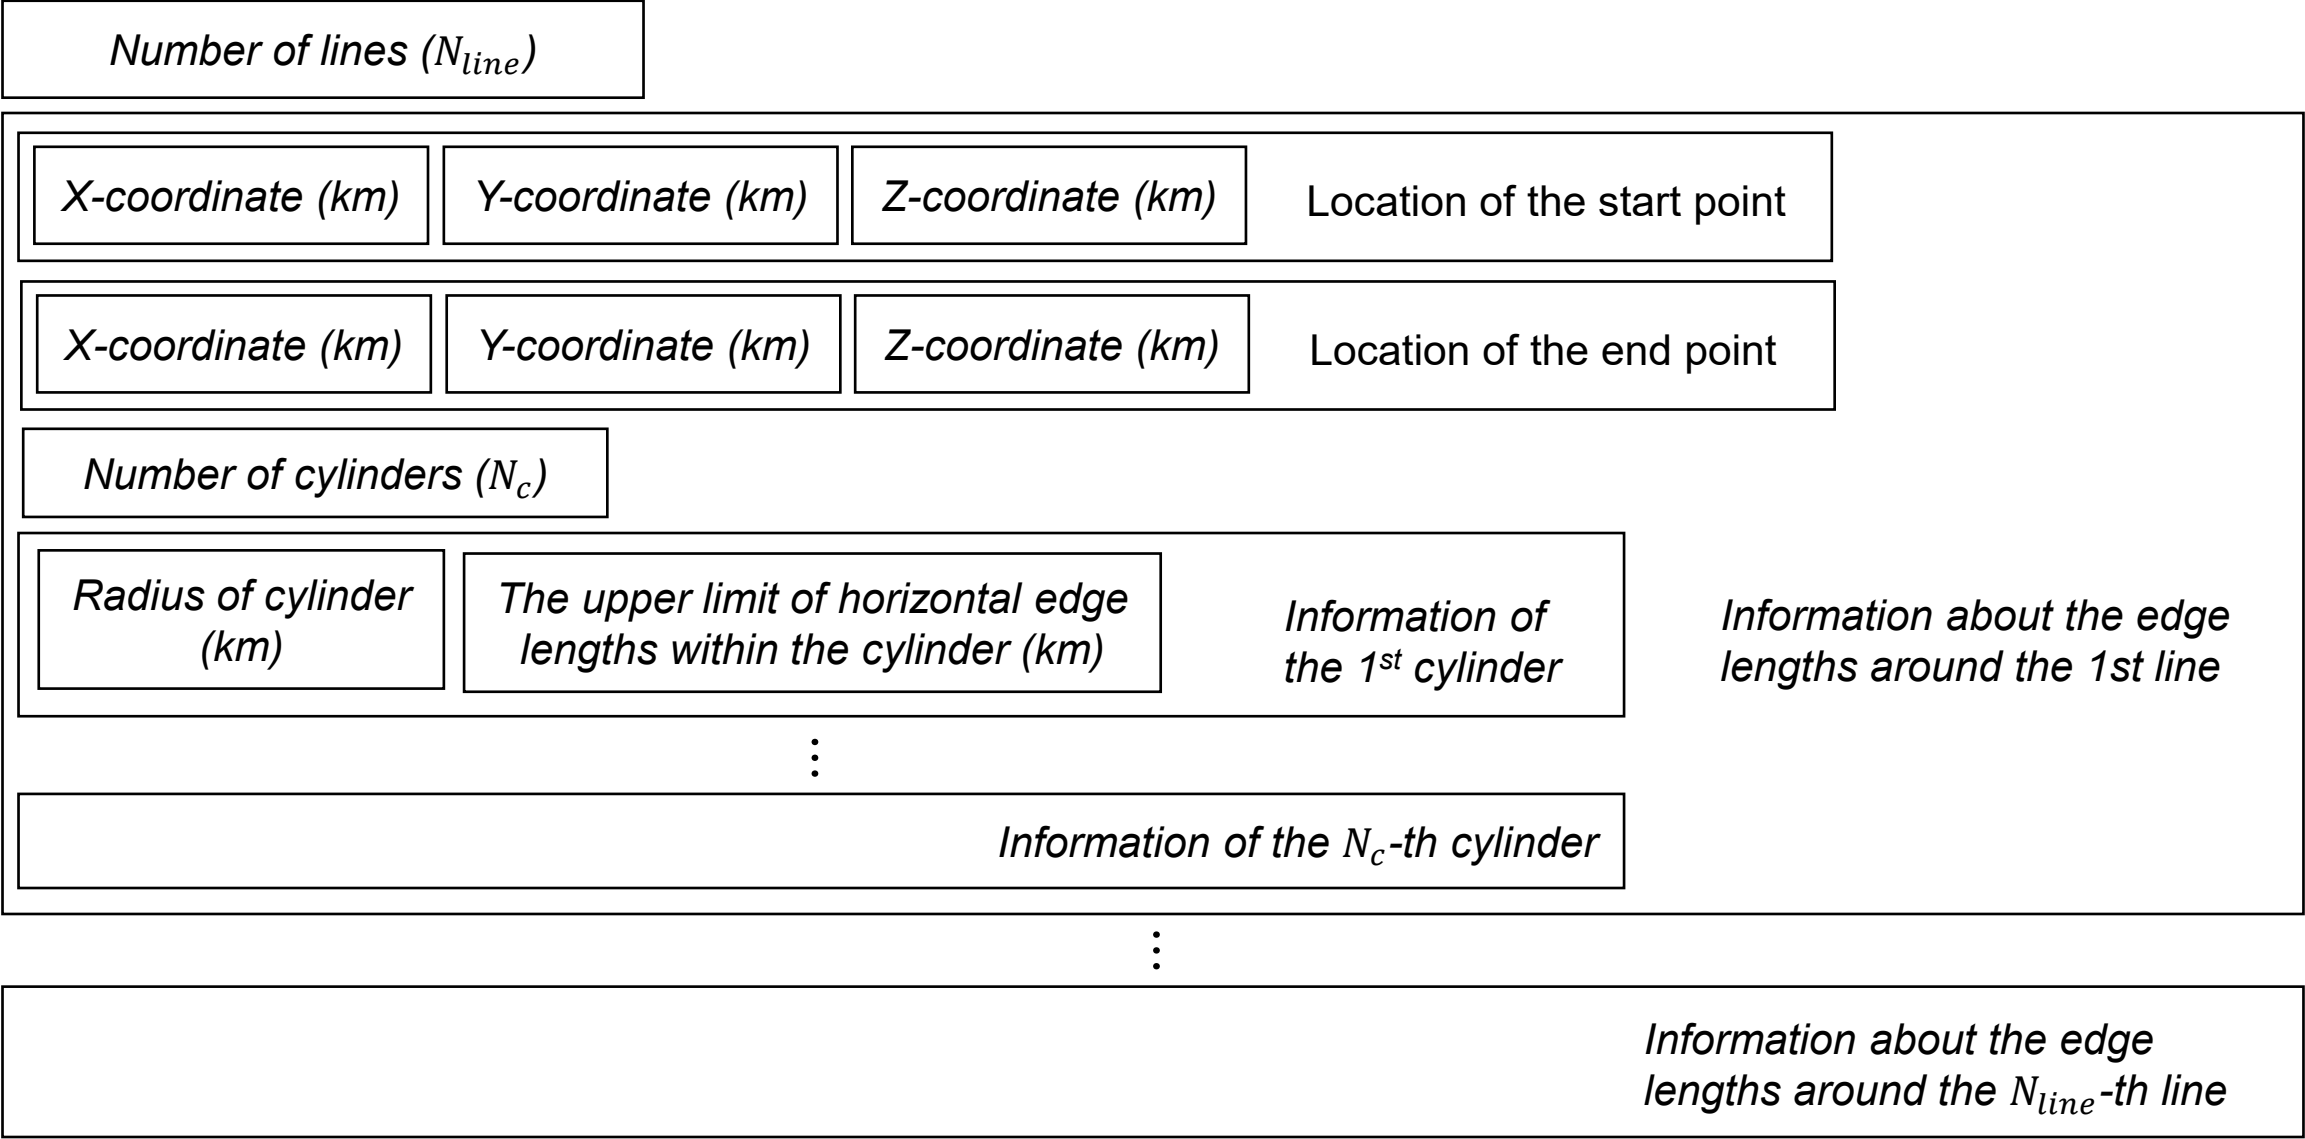 Number of lines (N_line)
X-coordinate (km) Y-coordinate (km) Z-coordinate (km) Location of the start point
X-coordinate (km) Y-coordinate (km) Z-coordinate (km) Location of the end point
Number of cylinders (N_c)
Radius of cylinder
(km)
The upper limit of horizontal edge
lengths within the cylinder (km)
Information of
the 1st cylinder
Information about the edge
lengths around the 1st line
⋮
Information of the N_c-th cylinder
⋮
Information about the edge
lengths around the N_line-th line